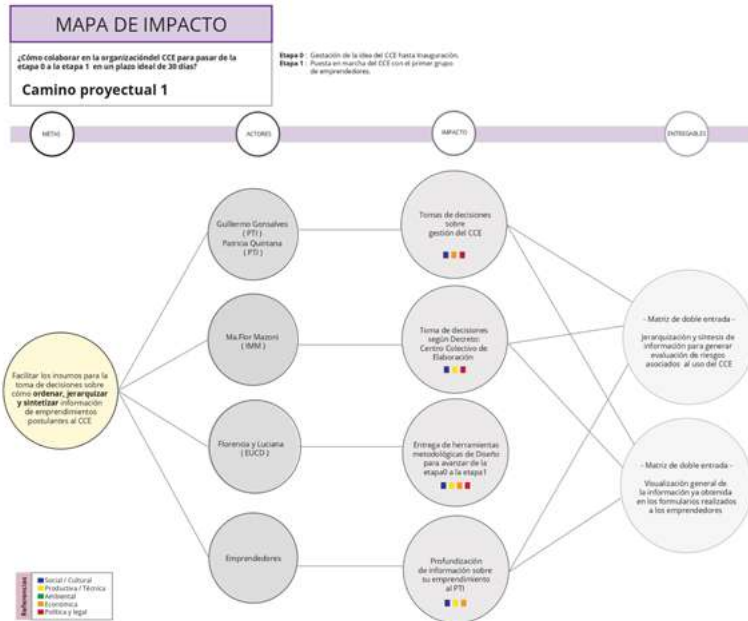 MAPA DE IMPACTO
¿Cómo colaborar en la organizacióndel CCE para pasar de la
etapa 0 a la etapa 1 en un plazo ideal de 30 días?
Camino proyectual 1
Etapa 0 : Gestación de la idea del CCE hasta inauguración.
Etapa 1 : Puesta en marcha del CCE con el primer grupo
de emprendedores.
METAS
ACTORES
IMPACTO
ENTREGABLES
Guillermo Gonsalves
( PTI )
Patricia Quintana
( PTI )
Tomas de decisiones
sobre
gestión del CCE
Ma.Flor Mazoni
( IMM )
Toma de decisiones
según Decreto:
Centro Colectivo de
Elaboración
- Matriz de doble entrada -
Jerarquización y síntesis de
información para generar
evaluación de riesgos
asociados al uso del CCE
Facilitar los insumos para la
toma de decisiones sobre
cómo ordenar, jerarquizar
y sintetizar información
de emprendimientos
postulantes al CCE
Florencia y Luciana
( EUCD )
Entrega de herramientas
metodológicas de Diseño
para avanzar de la
etapa0 a la etapa1
- Matriz de doble entrada -
Visualización general de
la información ya obtenida
en los formularios realizados
a los emprendedores
Emprendedores
Profundización
de información sobre
su emprendimiento
al PTI
Referencias
Social / Cultural
Productiva / Técnica
Ambiental
Económica
Política y legal